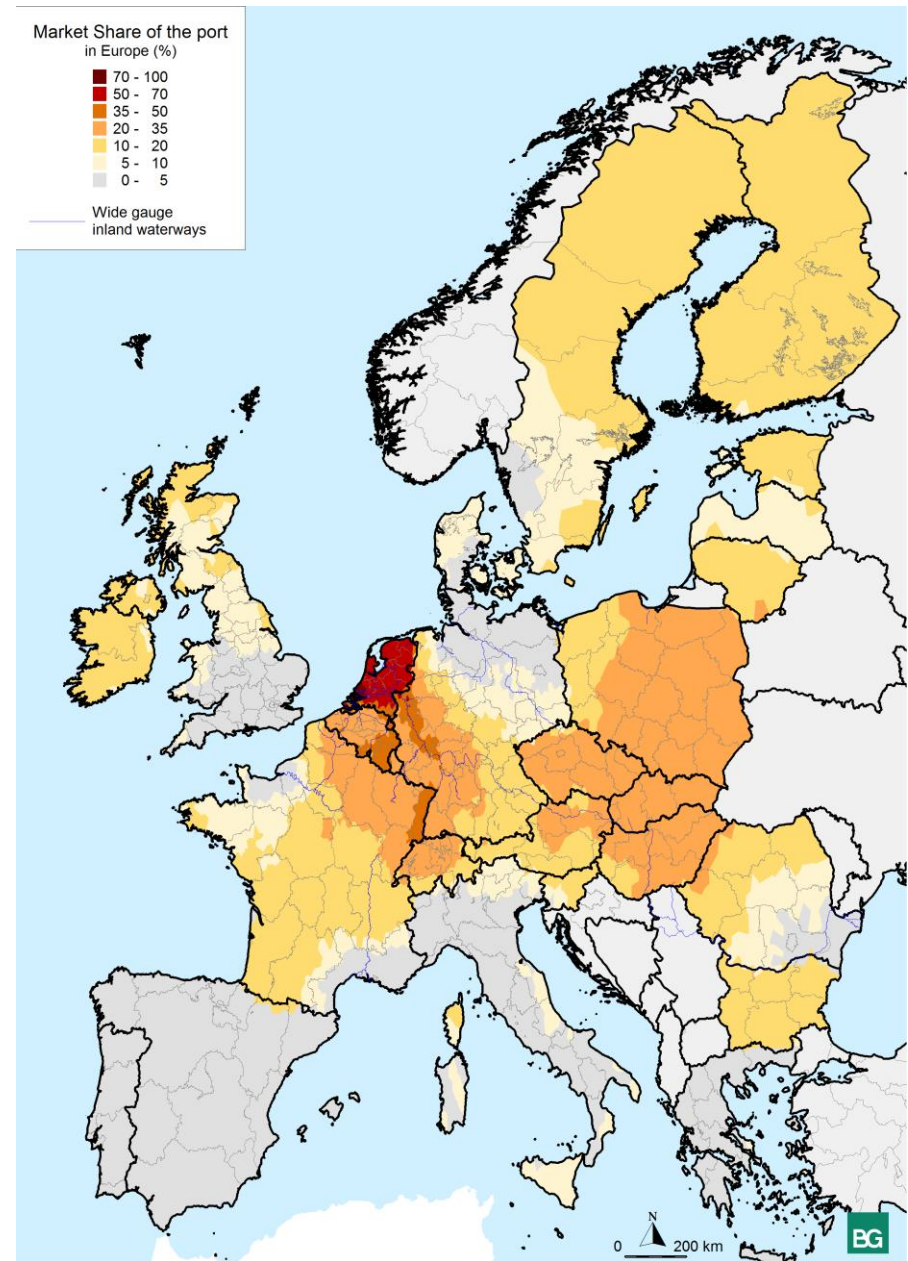 Market Share of the port
in Europe (%)
70 - 100
50 - 70
35 - 50
20 - 35
10 - 20
5 - 10
0 - 5
Wide gauge
inland waterways
N
0 200 km
BG